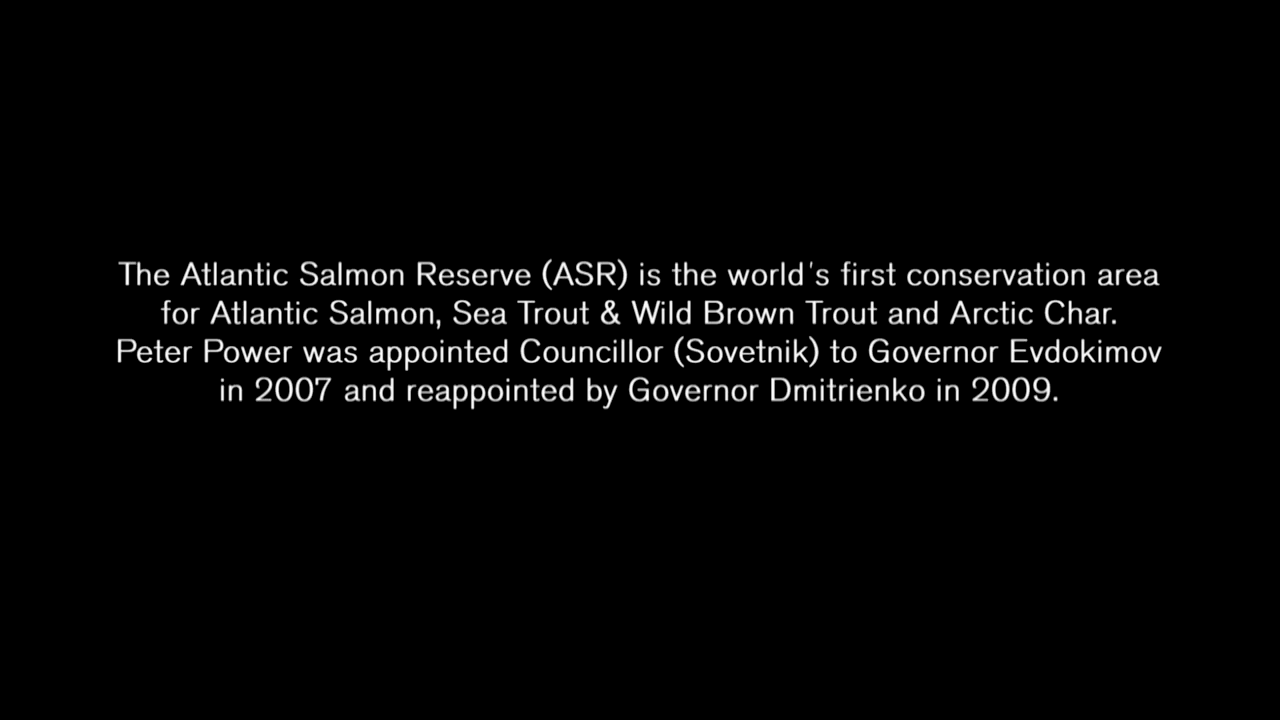 The Atlantic Salmon Reserve (ASR) is the world's first conservation area
for Atlantic Salmon, Sea Trout & Wild Brown Trout and Arctic Char.
Peter Power was appointed Councillor (Sovetnik) to Governor Evdokimov
in 2007 and reappointed by Governor Dmitrienko in 2009.